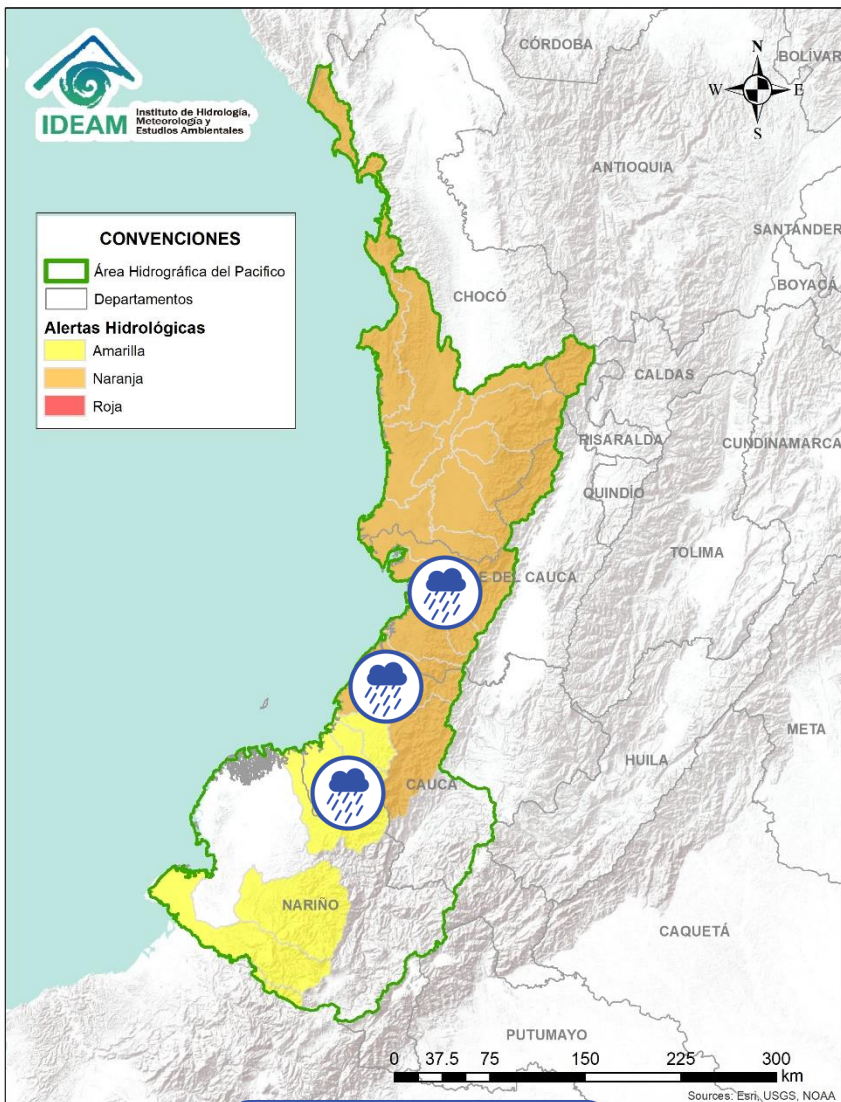 IDEAM
Instituto de Hidrología,
Meteorología y
Estudios Ambientales
CÓRDOBA
BOLÍVAR
N
W
E
S
ANTIOQUIA
SANTANDER
BOYACÁ
CONVENCIONES
Área Hidrográfica del Pacifico
Departamentos
Alertas Hidrológicas
Amarilla
Naranja
Roja
CHOCÓ
CALDAS
RISARALDA
CUNDINAMARCA
QUINDÍO
TOLIMA
E DEL CAUCA
META
HUILA
CAUCA
NARIÑO
CAQUETÁ
PUTUMAYO
0 37.5 75 150 225 300
km
Sources: Esri, USGS, NOAA